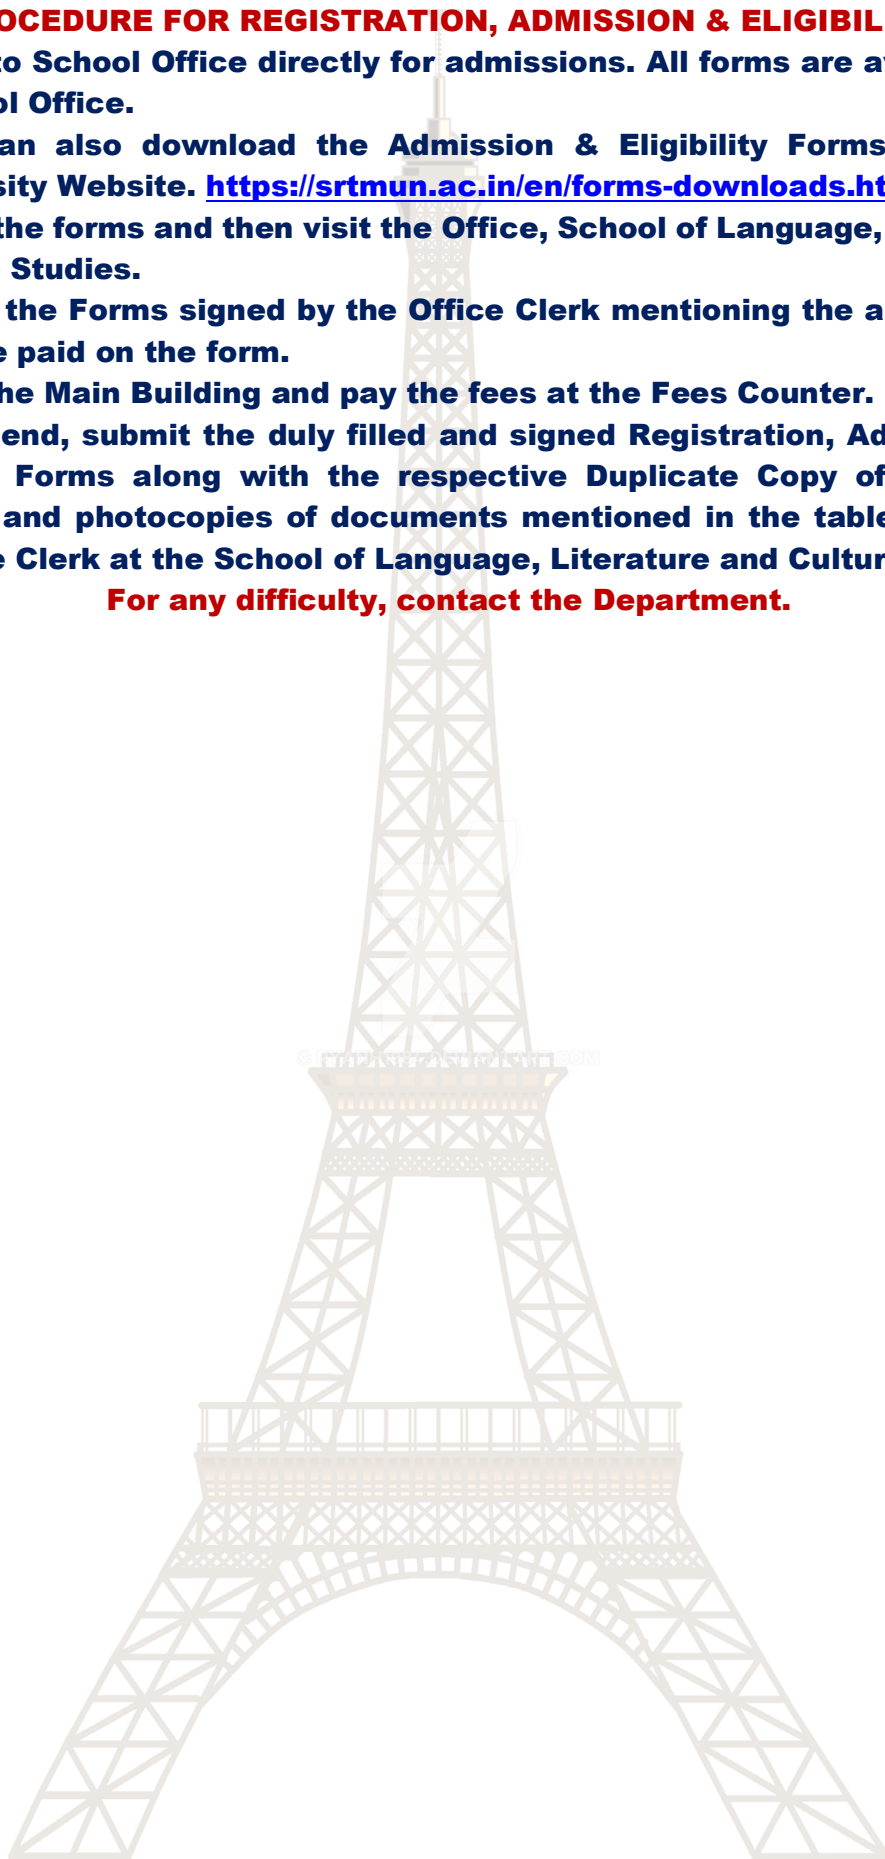 OCEDURE FOR REGISTRATION, ADMISSION & ELIGIBIL
to School Office directly for admissions. All forms are av
ol Office.
an also download the Admission & Eligibility Forms
sity Website. https://srtmun.ac.in/en/forms-downloads.ht
the forms and then visit the Office, School of Language,
Studies.
the Forms signed by the Office Clerk mentioning the a
e paid on the form.
he Main Building and pay the fees at the Fees Counter.
end, submit the duly filled and signed Registration, Ad
Forms along with the respective Duplicate Copy of
and photocopies of documents mentioned in the table
e Clerk at the School of Language, Literature and Cultur
For any difficulty, contact the Department.